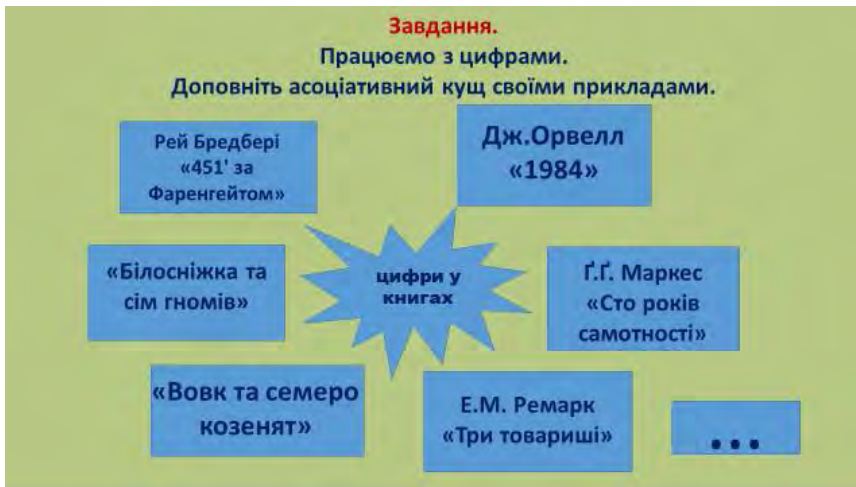 Завдання.
Працюємо з цифрами.
Доповніть асоціативний кущ своїми прикладами.
Рей Бредбері
«451' за
Фаренгейтом»
Дж.Орвелл
«1984»
«Білосніжка та
сім гномів»
цифри у
книгах
Ґ.Ґ. Маркес
«Сто років
самотності»
«Вовк та семеро
козенят»
Е.М. Ремарк
«Три товариші»
...